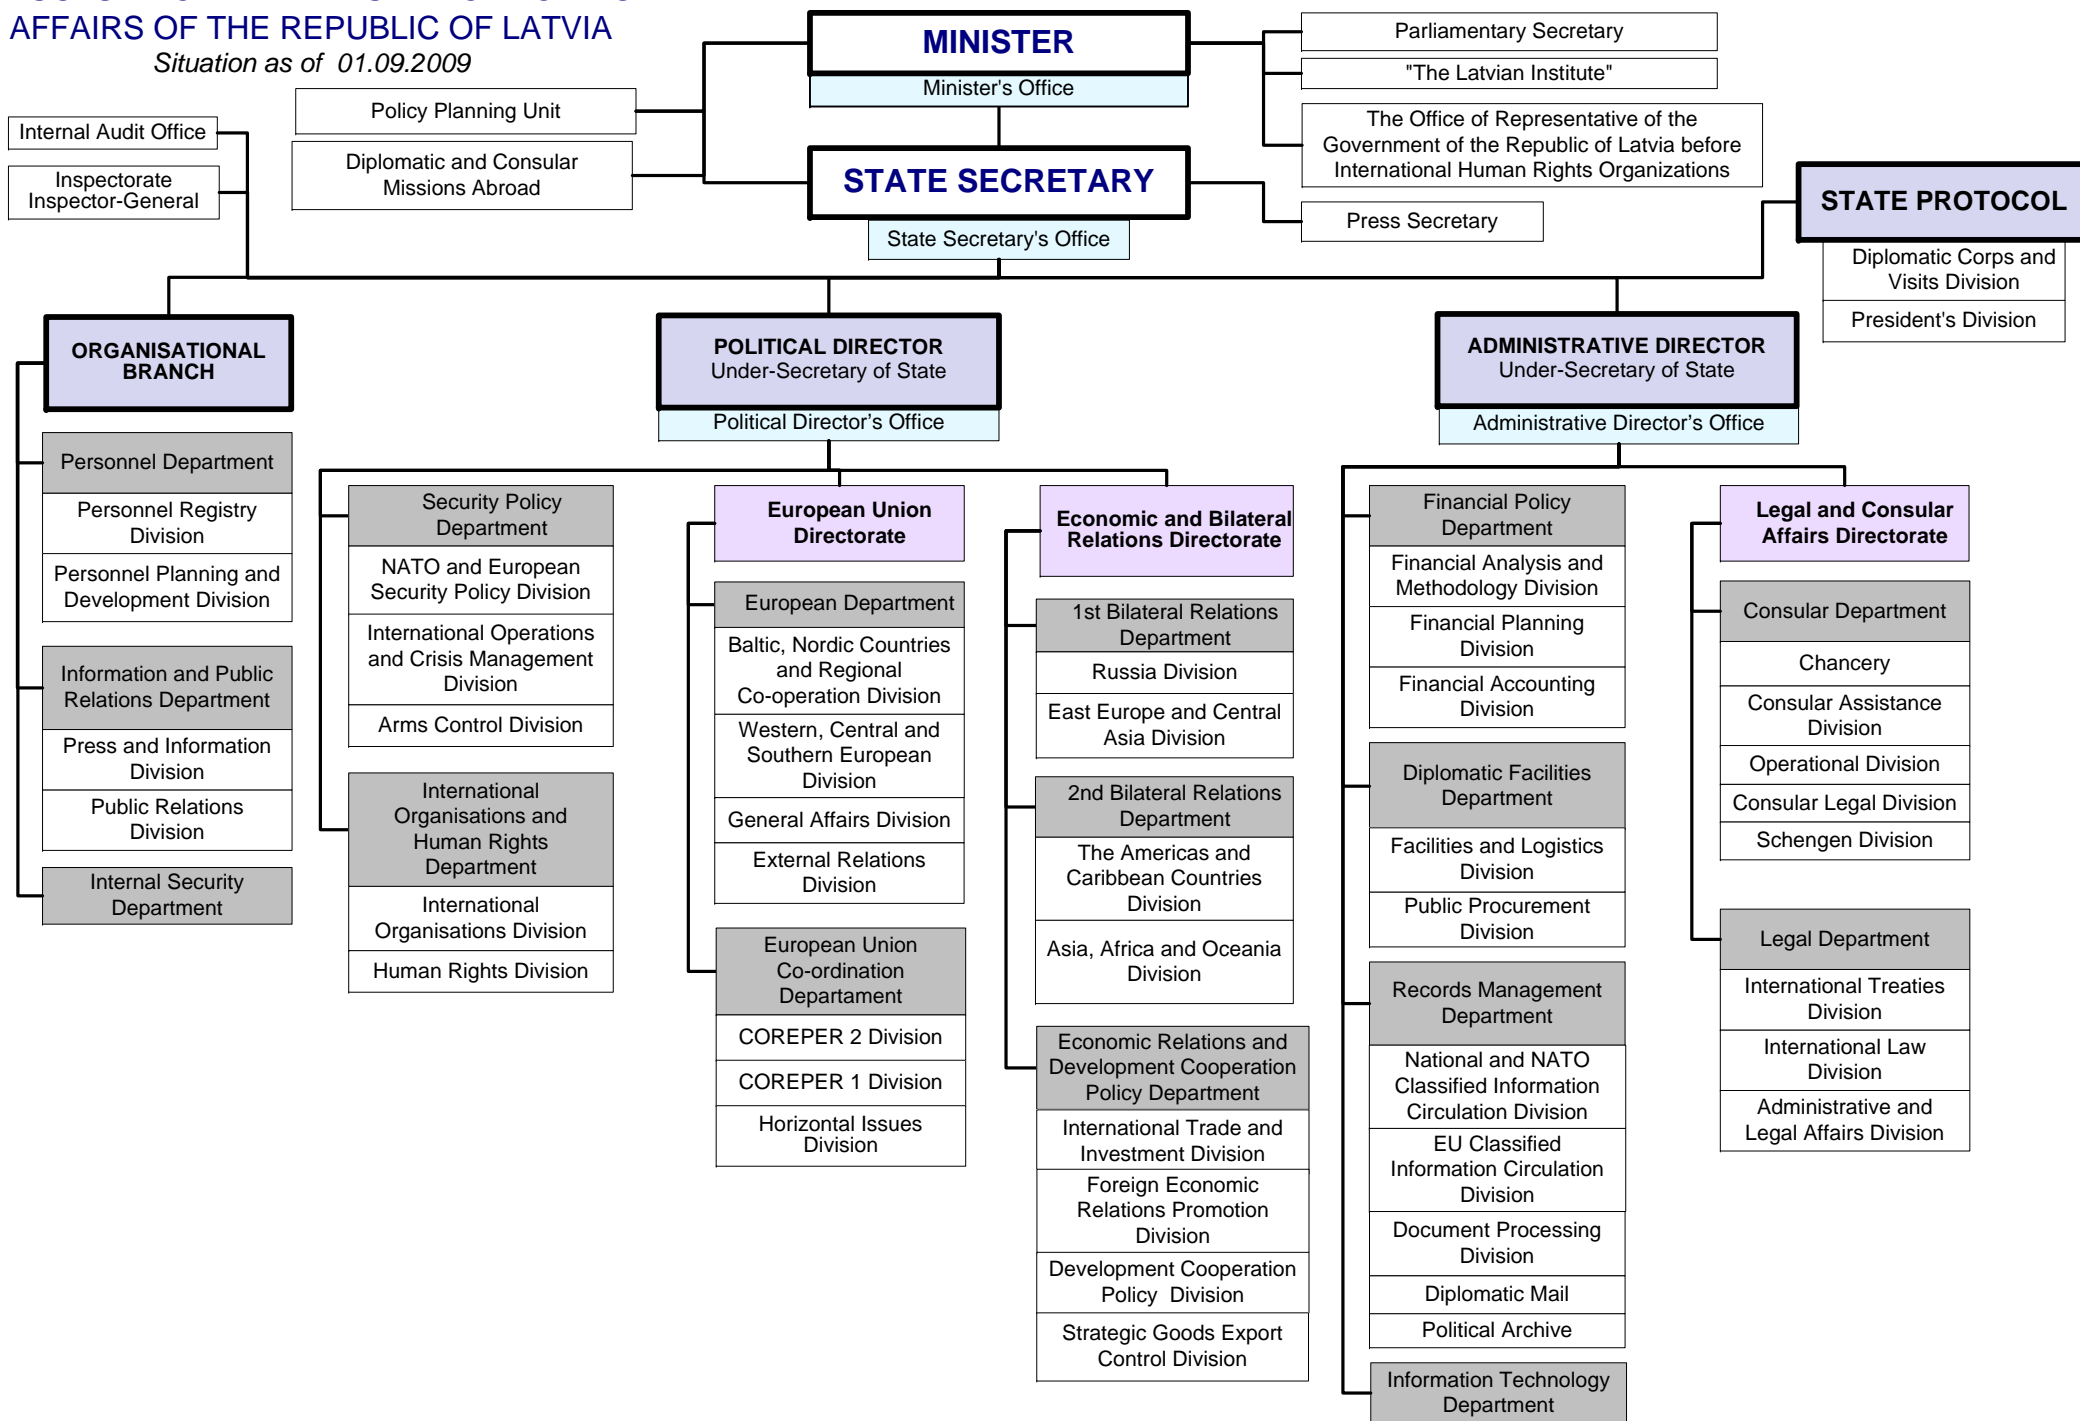 AFFAIRS OF THE REPUBLIC OF LATVIA
Situation as of 01.09.2009
MINISTER
Minister's Office
Parliamentary Secretary
"The Latvian Institute"
The Office of Representative of the
Government of the Republic of Latvia before
International Human Rights Organizations
Policy Planning Unit
Diplomatic and Consular
Missions Abroad
Internal Audit Office
Inspectorate
Inspector-General
STATE SECRETARY
State Secretary's Office
Press Secretary
STATE PROTOCOL
Diplomatic Corps and
Visits Division
President's Division
ORGANISATIONAL
BRANCH
Personnel Department
Personnel Registry
Division
Personnel Planning and
Development Division
Information and Public
Relations Department
Press and Information
Division
Public Relations
Division
Internal Security
Department
POLITICAL DIRECTOR
Under-Secretary of State
Political Director's Office
Security Policy
Department
NATO and European
Security Policy Division
International Operations
and Crisis Management
Division
Arms Control Division
International
Organisations and
Human Rights
Department
International
Organisations Division
Human Rights Division
European Union
Directorate
European Department
Baltic, Nordic Countries
and Regional
Co-operation Division
Western, Central and
Southern European
Division
General Affairs Division
External Relations
Division
European Union
Co-ordination
Departament
COREPER 2 Division
COREPER 1 Division
Horizontal Issues
Division
Economic and Bilateral
Relations Directorate
1st Bilateral Relations
Department
Russia Division
East Europe and Central
Asia Division
2nd Bilateral Relations
Department
The Americas and
Caribbean Countries
Division
Asia, Africa and Oceania
Division
Economic Relations and
Development Cooperation
Policy Department
International Trade and
Investment Division
Foreign Economic
Relations Promotion
Division
Development Cooperation
Policy Division
Strategic Goods Export
Control Division
ADMINISTRATIVE DIRECTOR
Under-Secretary of State
Administrative Director's Office
Financial Policy
Department
Financial Analysis and
Methodology Division
Financial Planning
Division
Financial Accounting
Division
Diplomatic Facilities
Department
Facilities and Logistics
Division
Public Procurement
Division
Records Management
Department
National and NATO
Classified Information
Circulation Division
EU Classified
Information Circulation
Division
Document Processing
Division
Diplomatic Mail
Political Archive
Information Technology
Department
Legal and Consular
Affairs Directorate
Consular Department
Chancery
Consular Assistance
Division
Operational Division
Consular Legal Division
Schengen Division
Legal Department
International Treaties
Division
International Law
Division
Administrative and
Legal Affairs Division